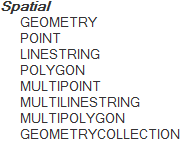 Spatial
GEOMETRY
POINT
LINESTRING
POLYGON
MULTIPOINT
MULTILINESTRING
MULTIPOLYGON
GEOMETRYCOLLECTION